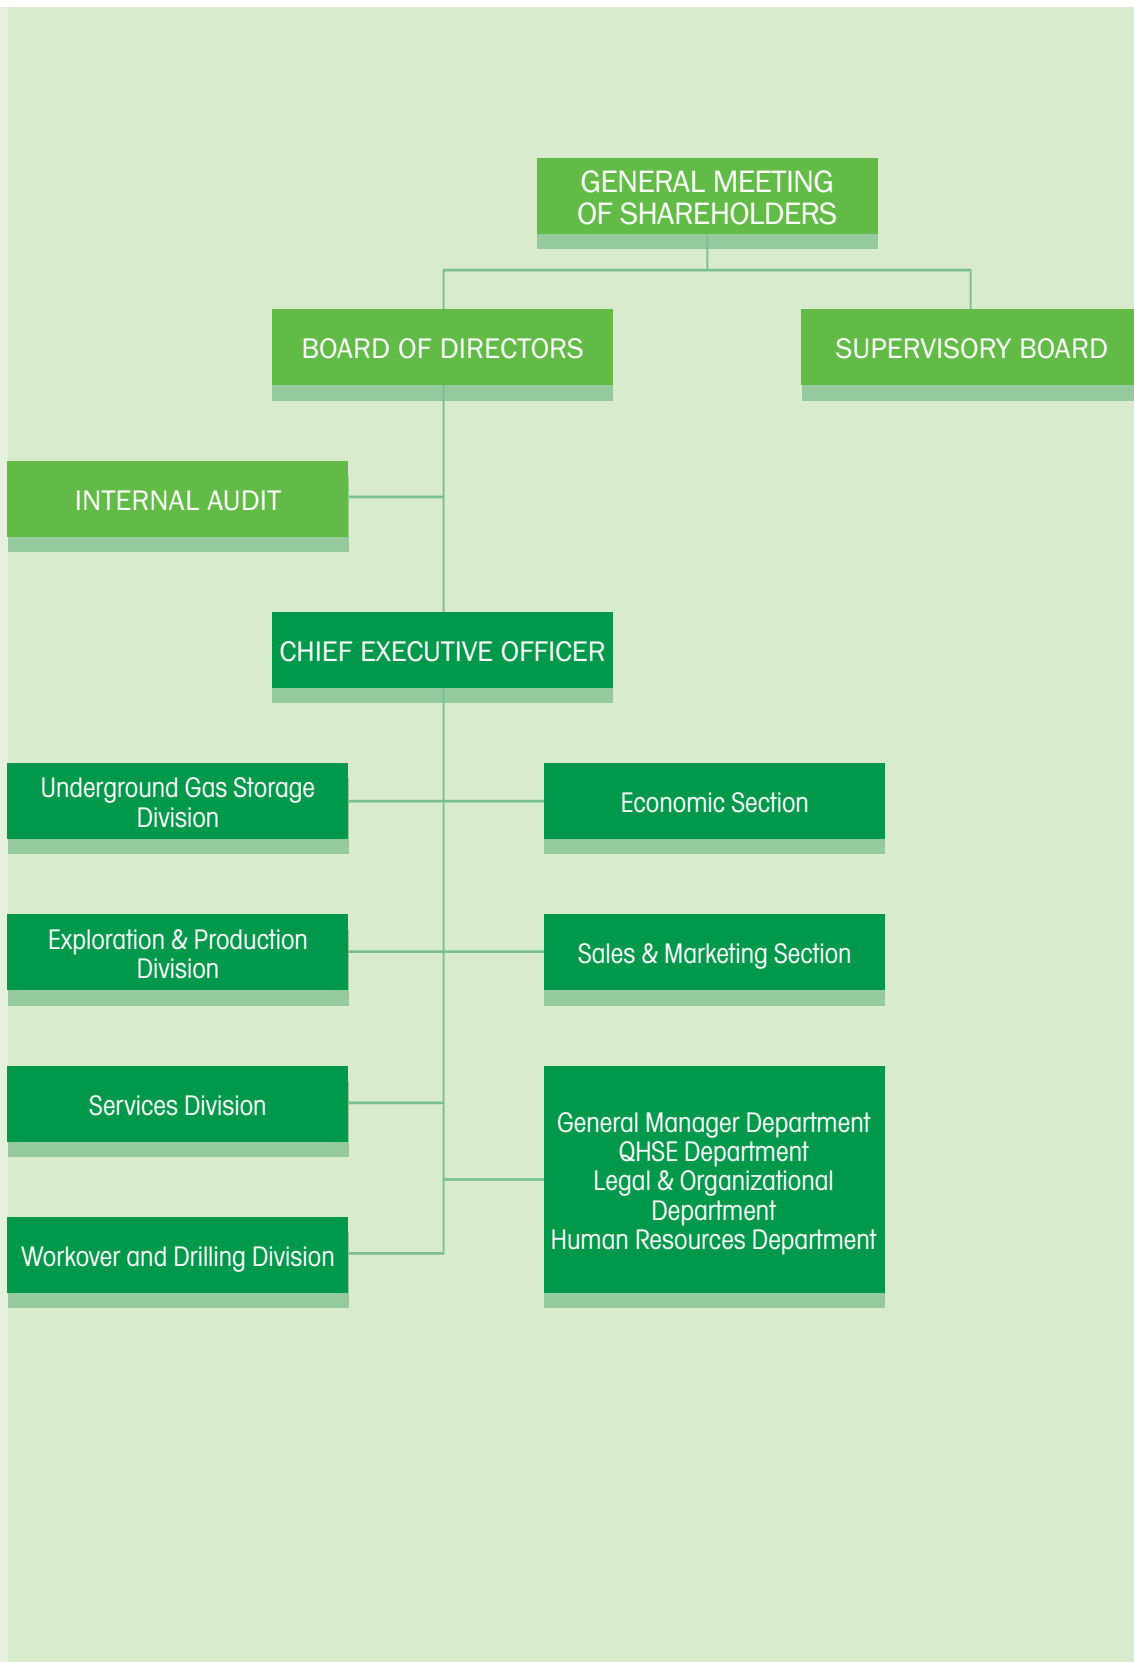 GENERAL MEETING
OF SHAREHOLDERS
BOARD OF DIRECTORS
SUPERVISORY BOARD
INTERNAL AUDIT
CHIEF EXECUTIVE OFFICER
Underground Gas Storage
Division
Economic Section
Exploration & Production
Division
Sales & Marketing Section
Services Division
General Manager Department
QHSE Department
Legal & Organizational
Department
Human Resources Department
Workover and Drilling Division